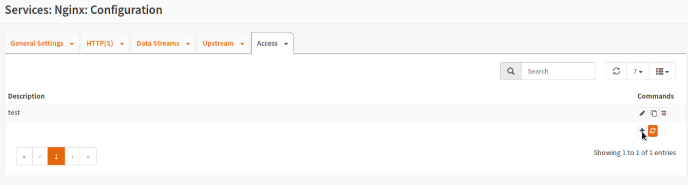 Services: Nginx: Configuration
General Settings HTTP(S) Data Streams Upstream Access
Search 7
Description Commands
test
« ‹ 1 › »
Showing 1 to 1 of 1 entries